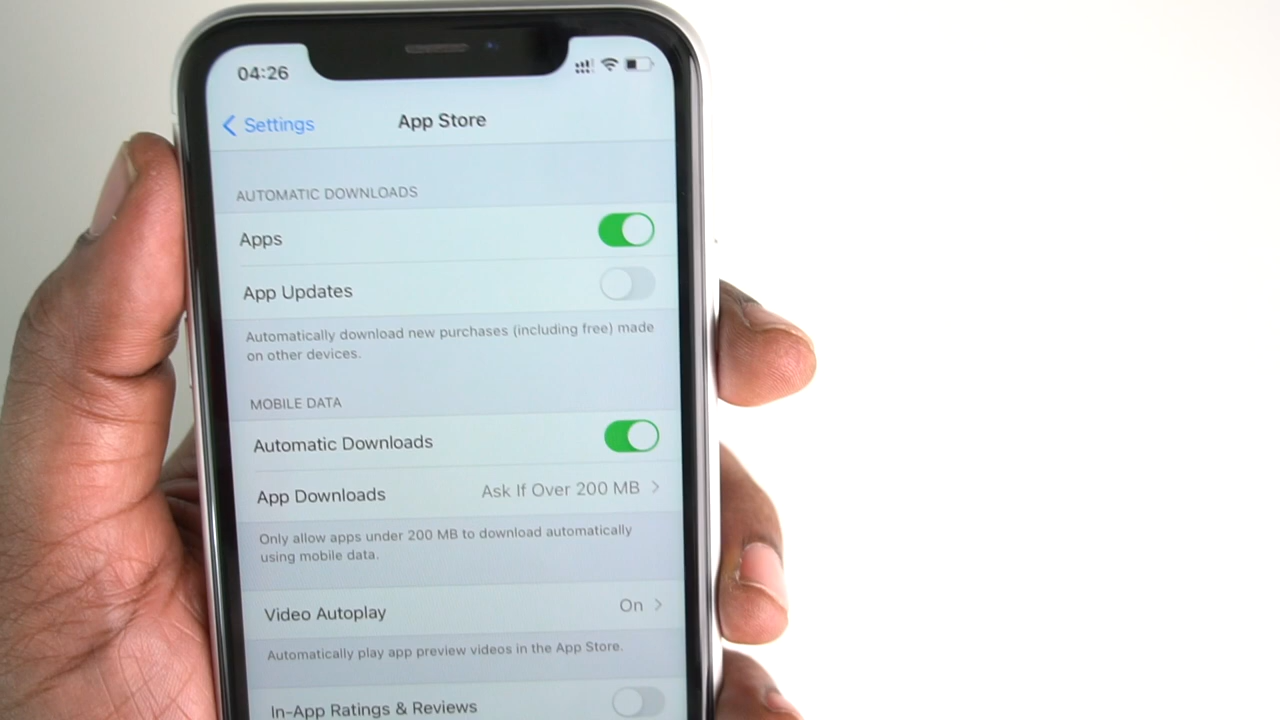 04:26
Settings
App Store
AUTOMATIC DOWNLOADS
Apps
App Updates
Automatically download new purchases (including free) made
on other devices.
MOBILE DATA
Automatic Downloads
App Downloads Ask If Over 200 MB
Only allow apps under 200 MB to download automatically
using mobile data.
Video Autoplay On
Automatically play app preview videos in the App Store.
In-App Ratings & Reviews